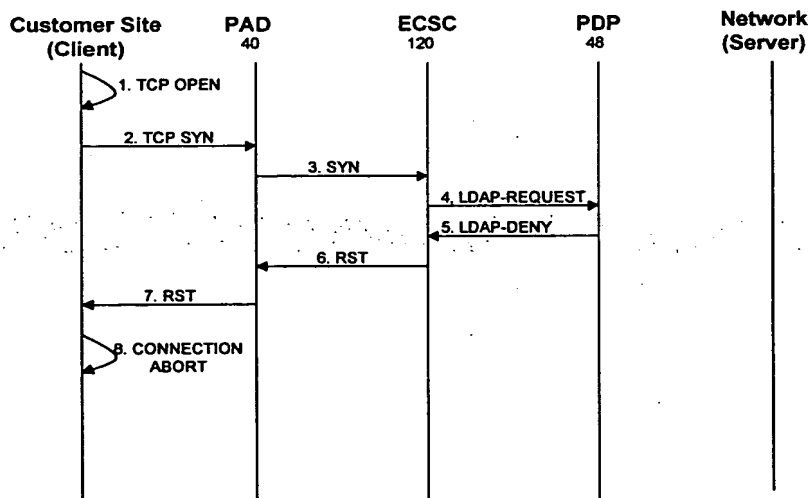 Customer Site
(Client)
PAD
40
ECSC
120
PDP
48
Network
(Server)
1. TCP OPEN
2. TCP SYN
3. SYN
4, LDAP-REQUEST
5. LDAP-DENY
6. RST
7. RST
8. CONNECTION
ABORT